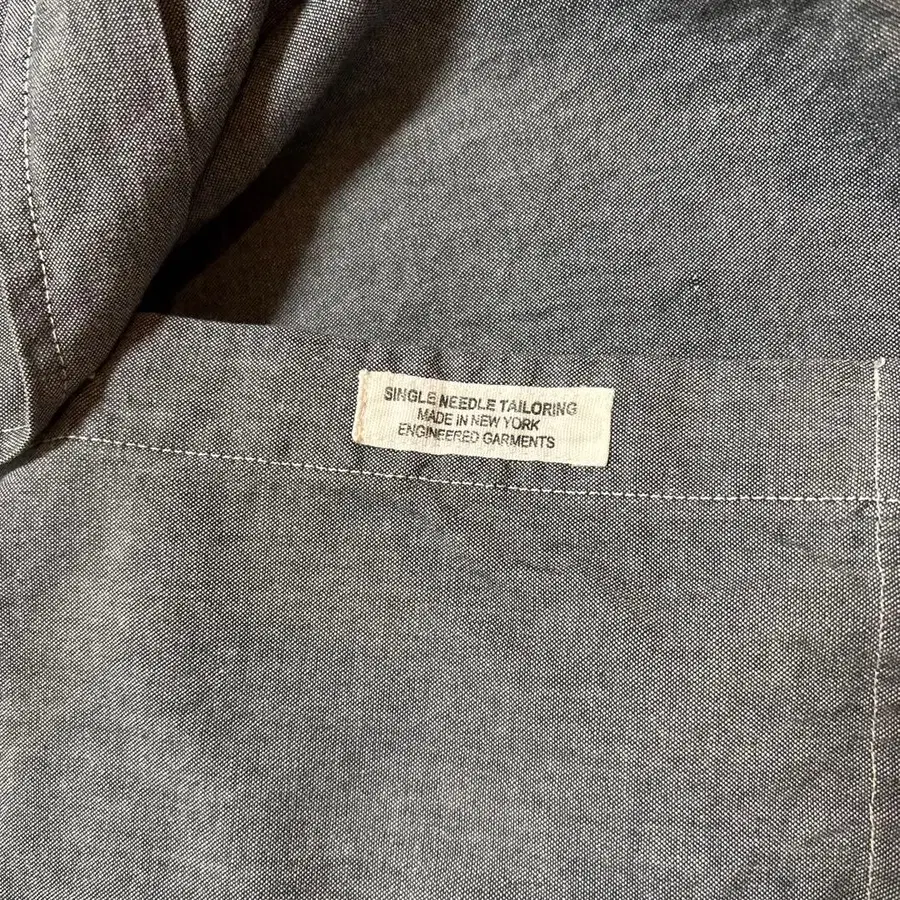 SINGLE NEEDLE TAILORING
MADE IN NEW YORK
ENGINEERED GARMENTS